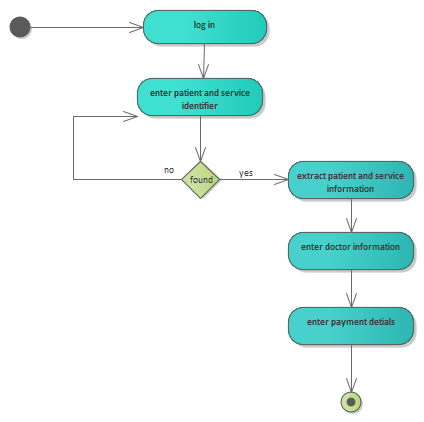 log in
enter patient and service
identifier
no
found
yes
extract patient and service
information
enter doctor information
enter payment detials